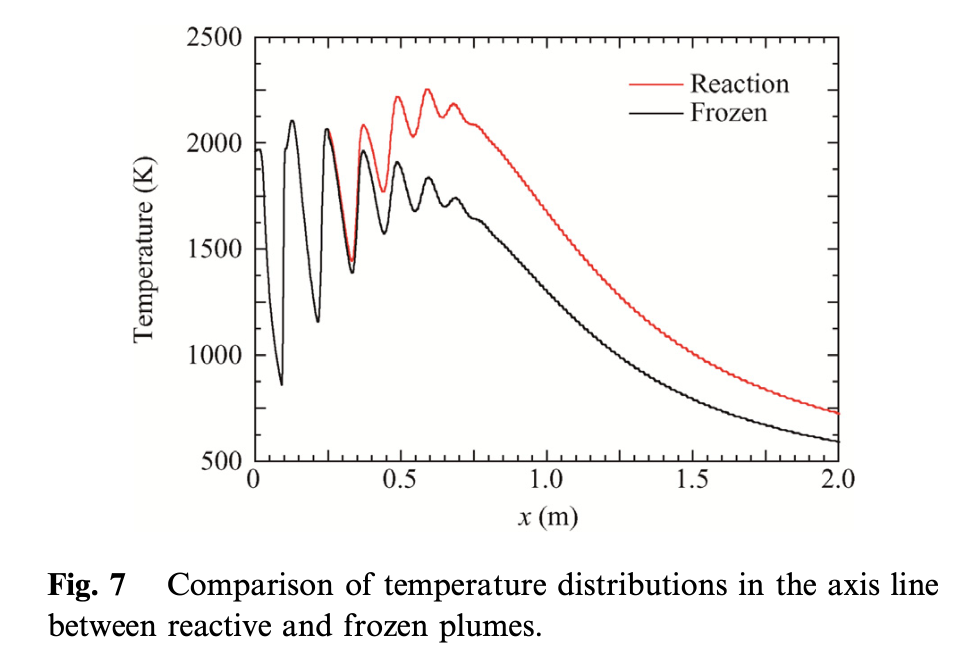 2500
2000
1500
1000
500
Temperature (K)
Reaction
Frozen
0 0.5 1.0 1.5 2.0
x (m)
Fig. 7 Comparison of temperature distributions in the axis line
between reactive and frozen plumes.